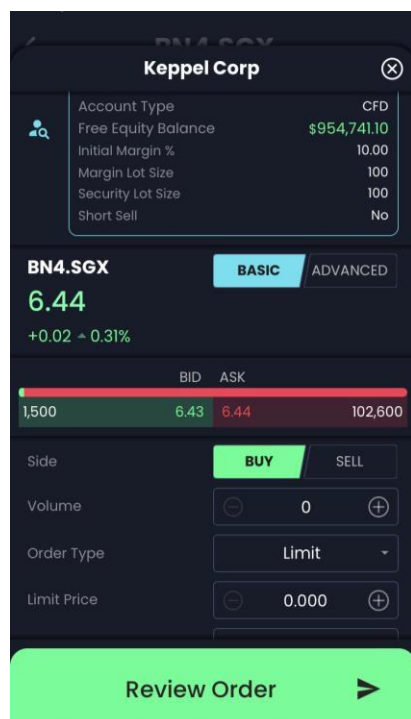 Keppel Corp
Account Type CFD
Free Equity Balance $954,741.10
Initial Margin % 10.00
Margin Lot Size 100
Security Lot Size 100
Short Sell No
BN4.SGX BASIC ADVANCED
6.44
+0.02 0.31%
BID ASK
1,500 6.43 6.44 102,600
Side BUY SELL
Volume 0
Order Type Limit
Limit Price 0.000
Review Order